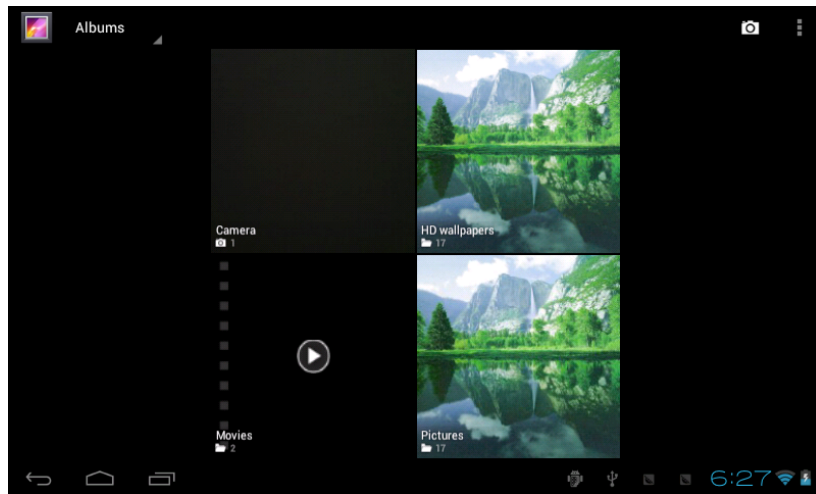 Albums
Camera
1
HD wallpapers
17
Movies
2
Pictures
17
6:27